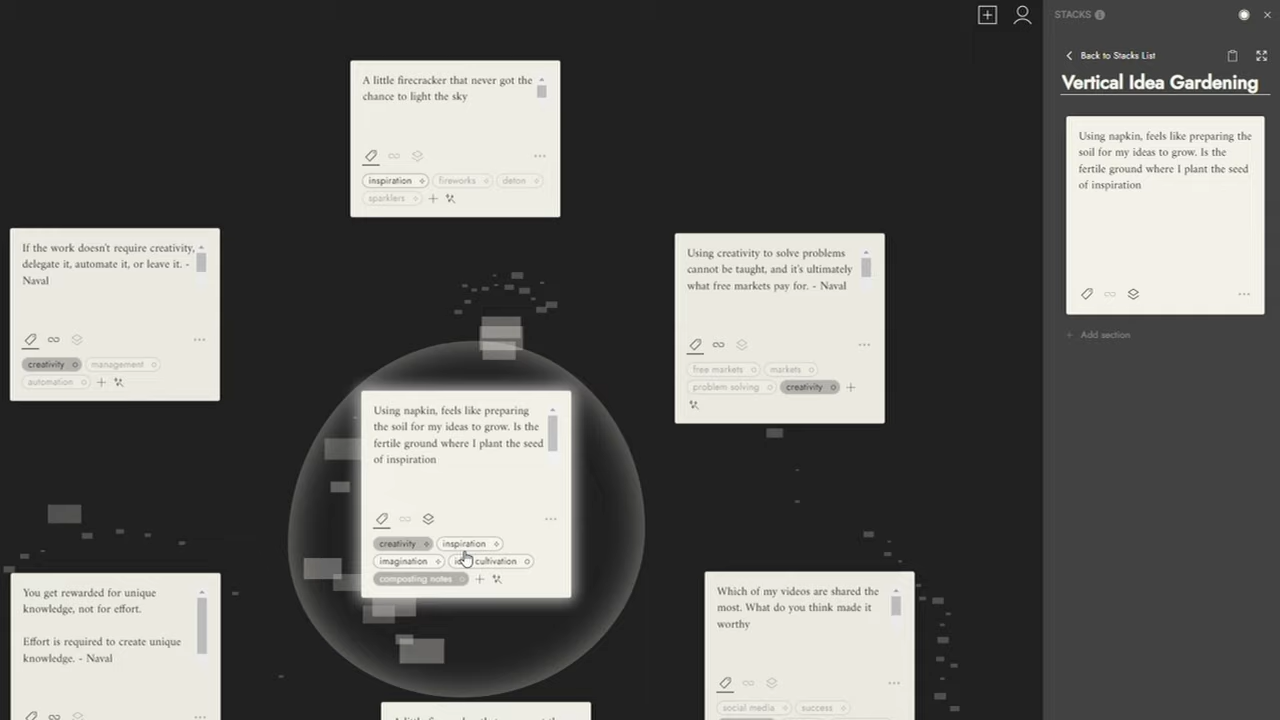 STACKS
Back to Stacks List
Vertical Idea Gardening
Using napkin, feels like preparing the
soil for my ideas to grow. Is the
fertile ground where I plant the seed
of inspiration
Add section
A little firecracker that never got the
chance to light the sky
inspiration
fireworks
deton
sparklers
If the work doesn't require creativity,
delegate it, automate it, or leave it. -
Naval
creativity
management
automation
Using creativity to solve problems
cannot be taught, and it's ultimately
what free markets pay for. - Naval
free markets
markets
problem solving
creativity
Using napkin, feels like preparing
the soil for my ideas to grow. Is the
fertile ground where I plant the seed
of inspiration
creativity
inspiration
imagination
cultivation
composting notes
You get rewarded for unique
knowledge, not for effort.
Effort is required to create unique
knowledge. - Naval
Which of my videos are shared the
most. What do you think made it
worthy
social media
success